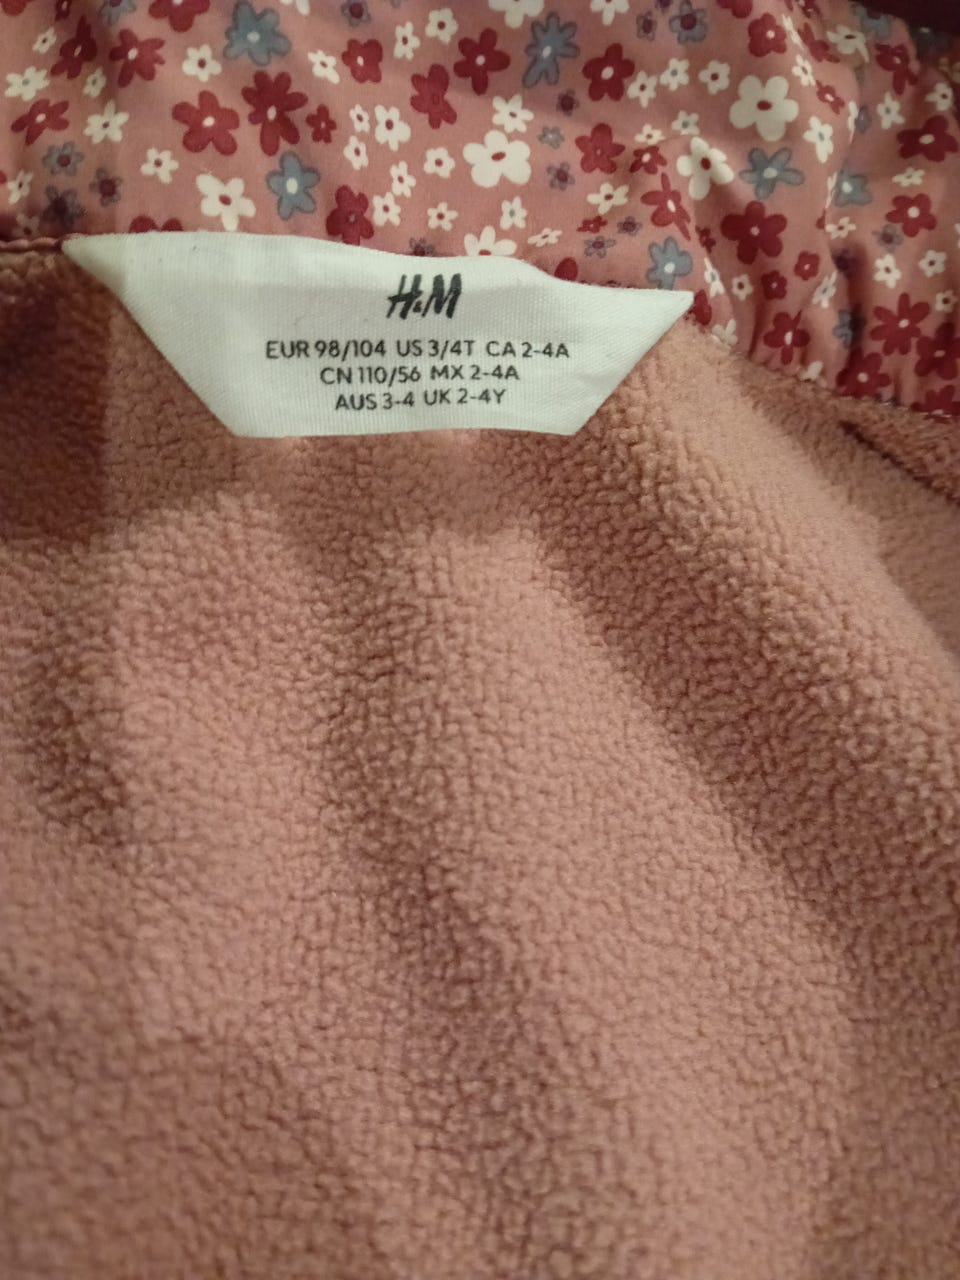 H&M
EUR 98/104 US 3/4T CA 2-4A
CN 110/56 MX 2-4A
AUS 3-4 UK 2-4Y